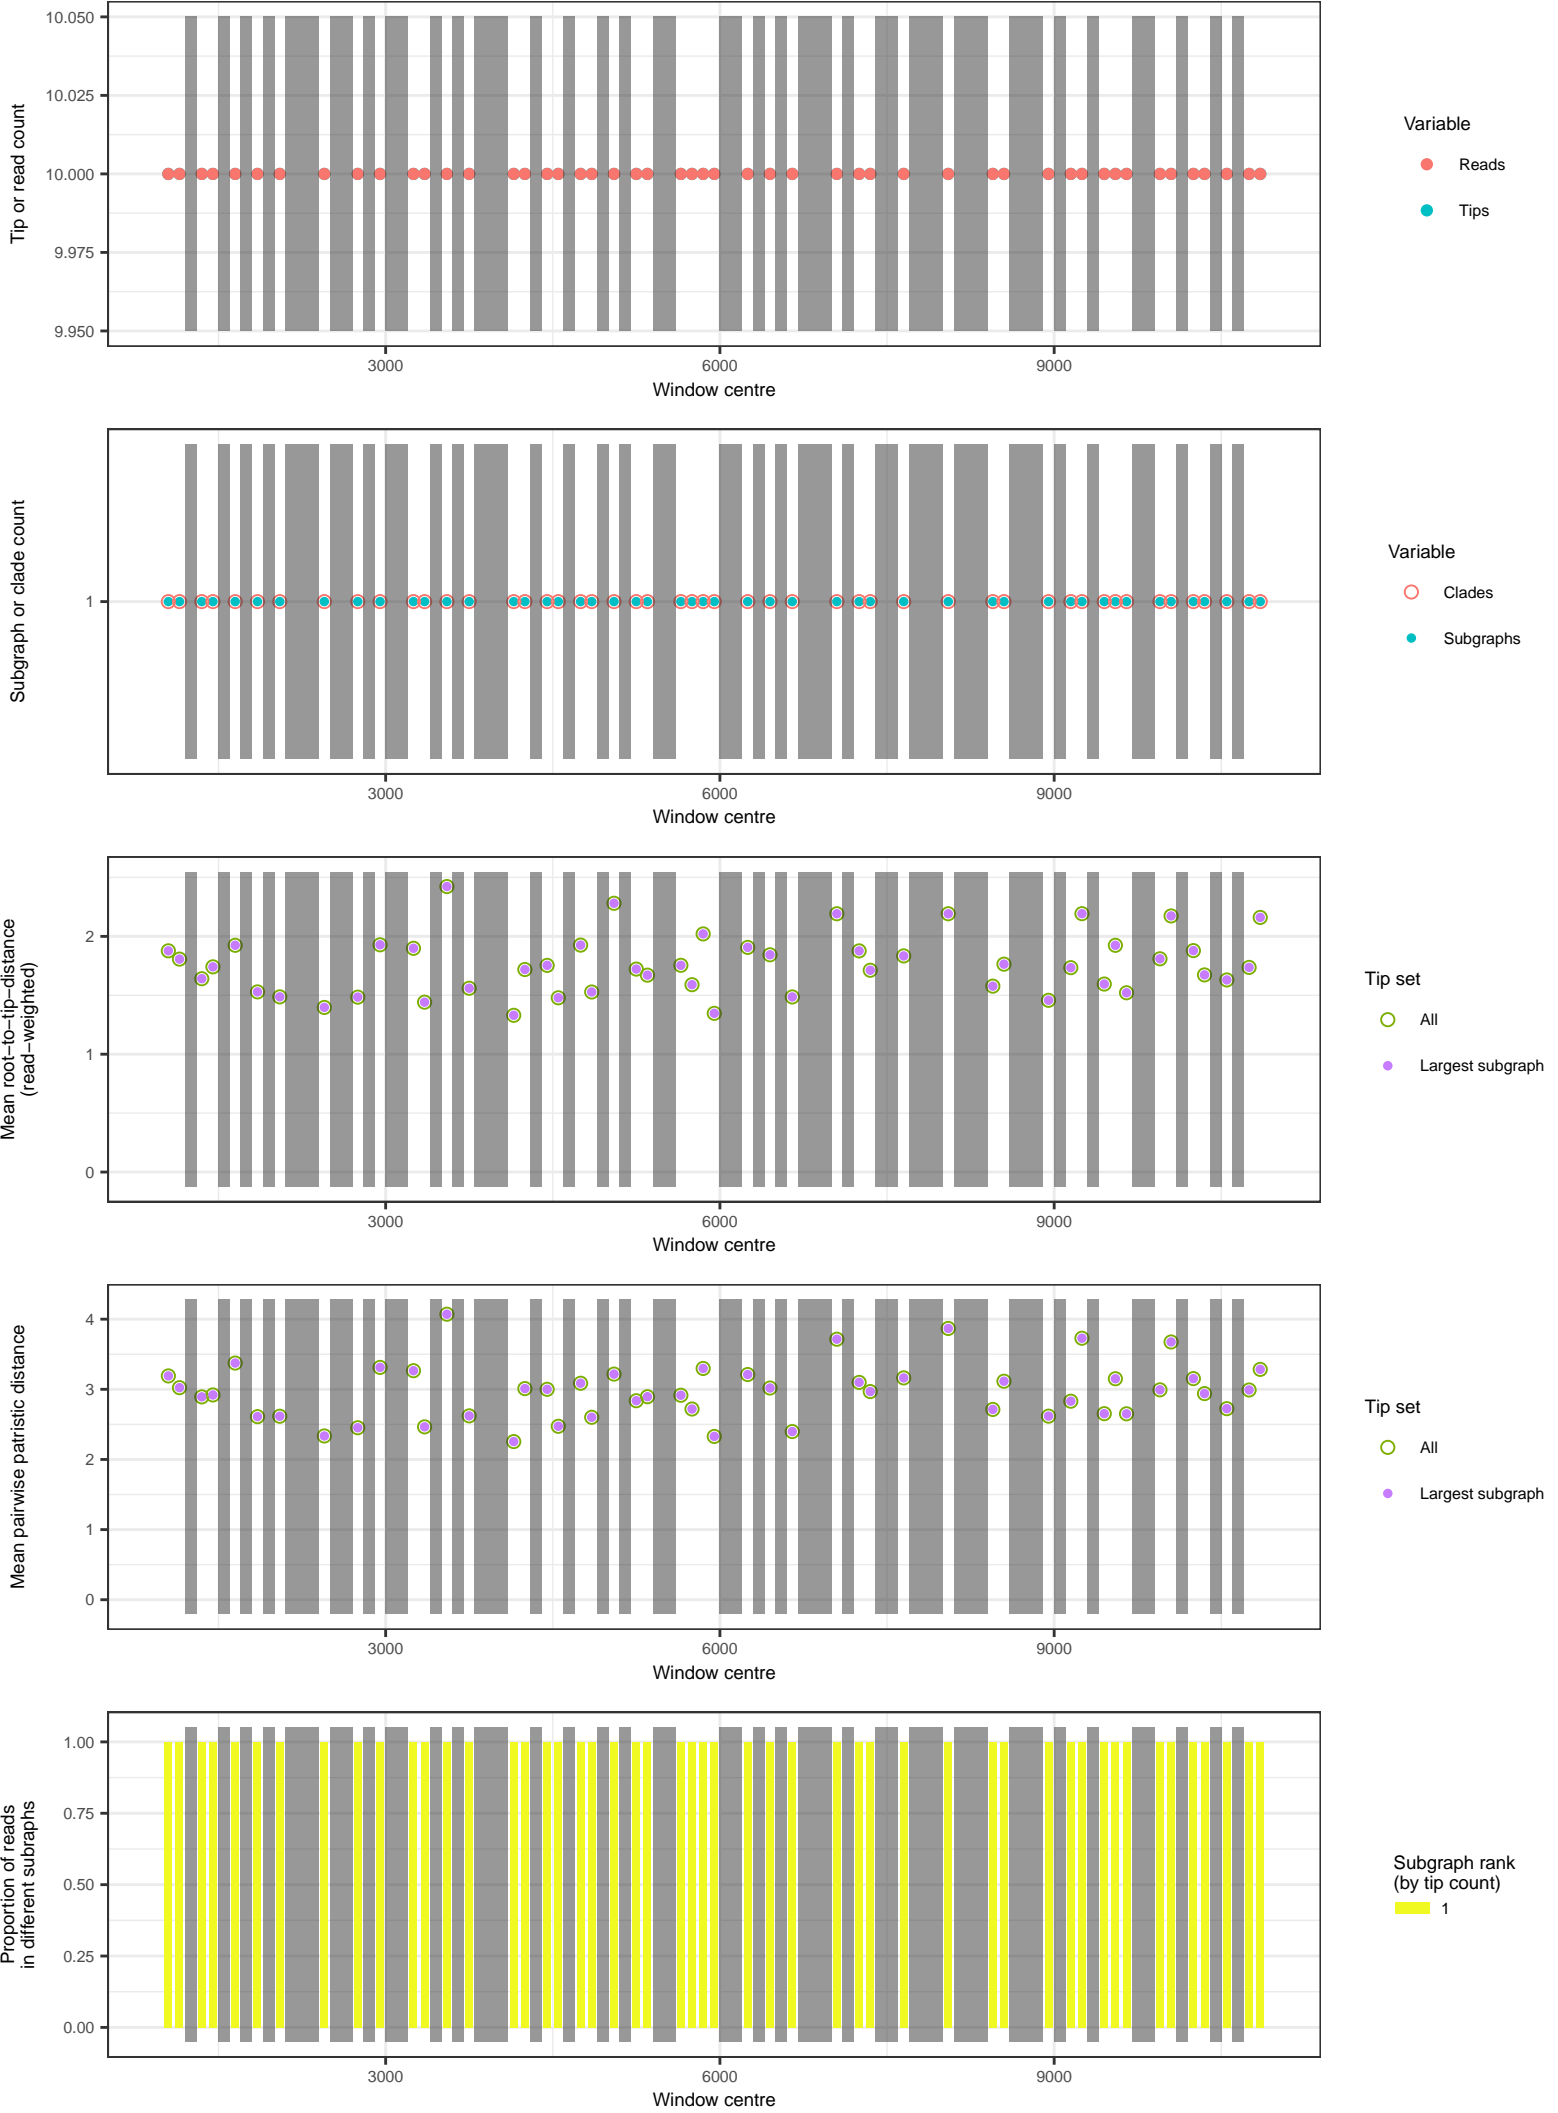 10.050
10.025
10.000
9.975
9.950
Tip or read count
3000
6000
9000
Window centre
Variable
Reads
Tips
1
Subgraph or clade count
3000
6000
9000
Window centre
Variable
Clades
Subgraphs
2
1
0
Mean root−to−tip−distance
(read−weighted)
3000
6000
9000
Window centre
Tip set
All
Largest subgraph
4
3
2
1
0
Mean pairwise patristic distance
3000
6000
9000
Window centre
Tip set
All
Largest subgraph
1.00
0.75
0.50
0.25
0.00
Proportion of reads
in different subraphs
3000
6000
9000
Window centre
Subgraph rank
(by tip count)
1